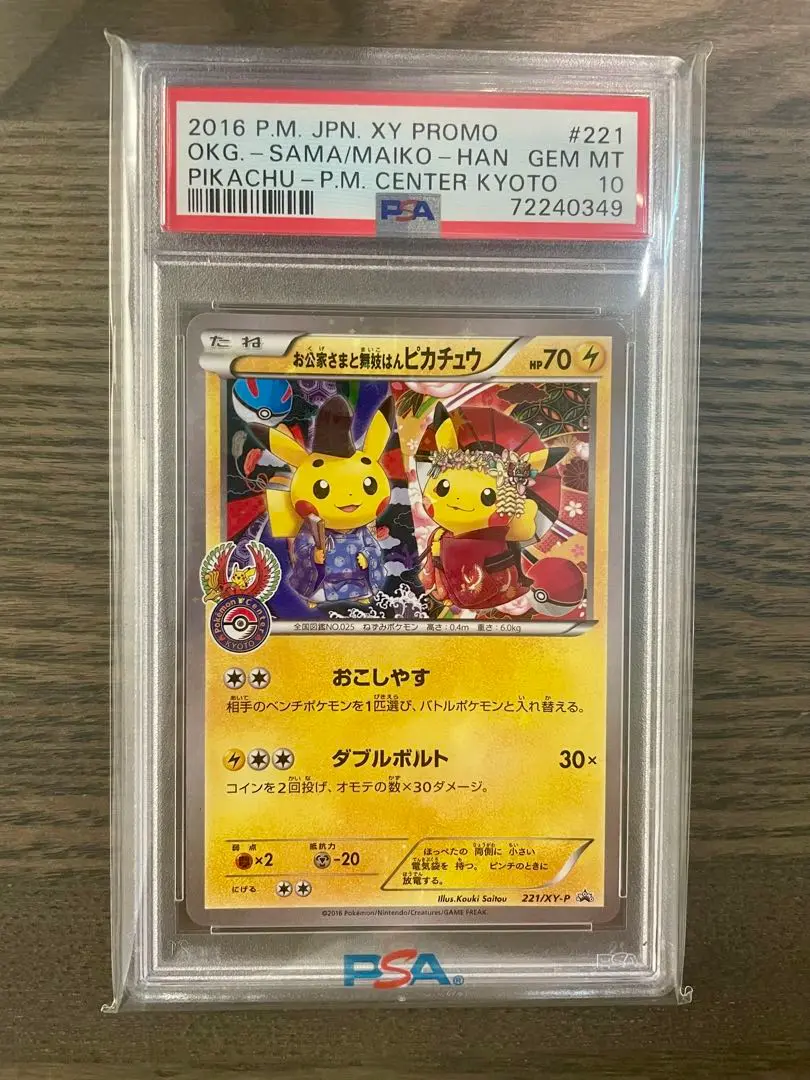 2016 P.M. JPN. XY PROMO #221
OKG.-SAMA/MAIKO-HAN GEM MT
PIKACHU-P.M. CENTER KYOTO 10
PSA 72240349
たね お公家さまと舞妓はんピカチュウ HP70
Pokémon Center
KYOTO
全国図鑑NO.025 ねずみポケモン 高さ:0.4m 重さ:6.0kg
おこしやす
相手のベンチポケモンを1匹選び、バトルポケモンと入れ替える。
ダブルボルト 30×
コインを2回投げ、オモテの数×30ダメージ。
弱点 抵抗力
×2 -20
にげる
ほっぺたの 両側に 小さい
電気袋を 持つ。 ピンチのときに
放電する。
Illus.Kouki Saitou 221/XY-P
©2016 Pokémon/Nintendo/Creatures/GAME FREAK.
PSA®